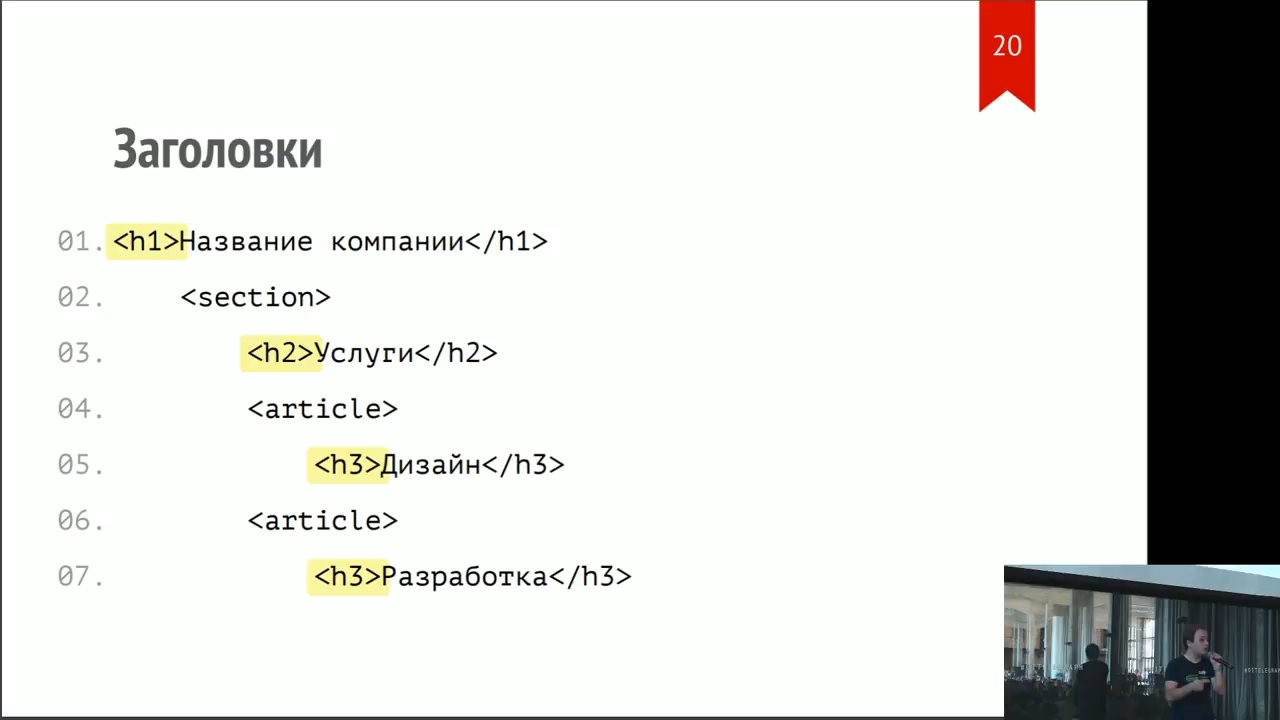 20
Заголовки
01. <h1>Название компании</h1>
02. <section>
03. <h2>Услуги</h2>
04. <article>
05. <h3>Дизайн</h3>
06. <article>
07. <h3>Разработка</h3>